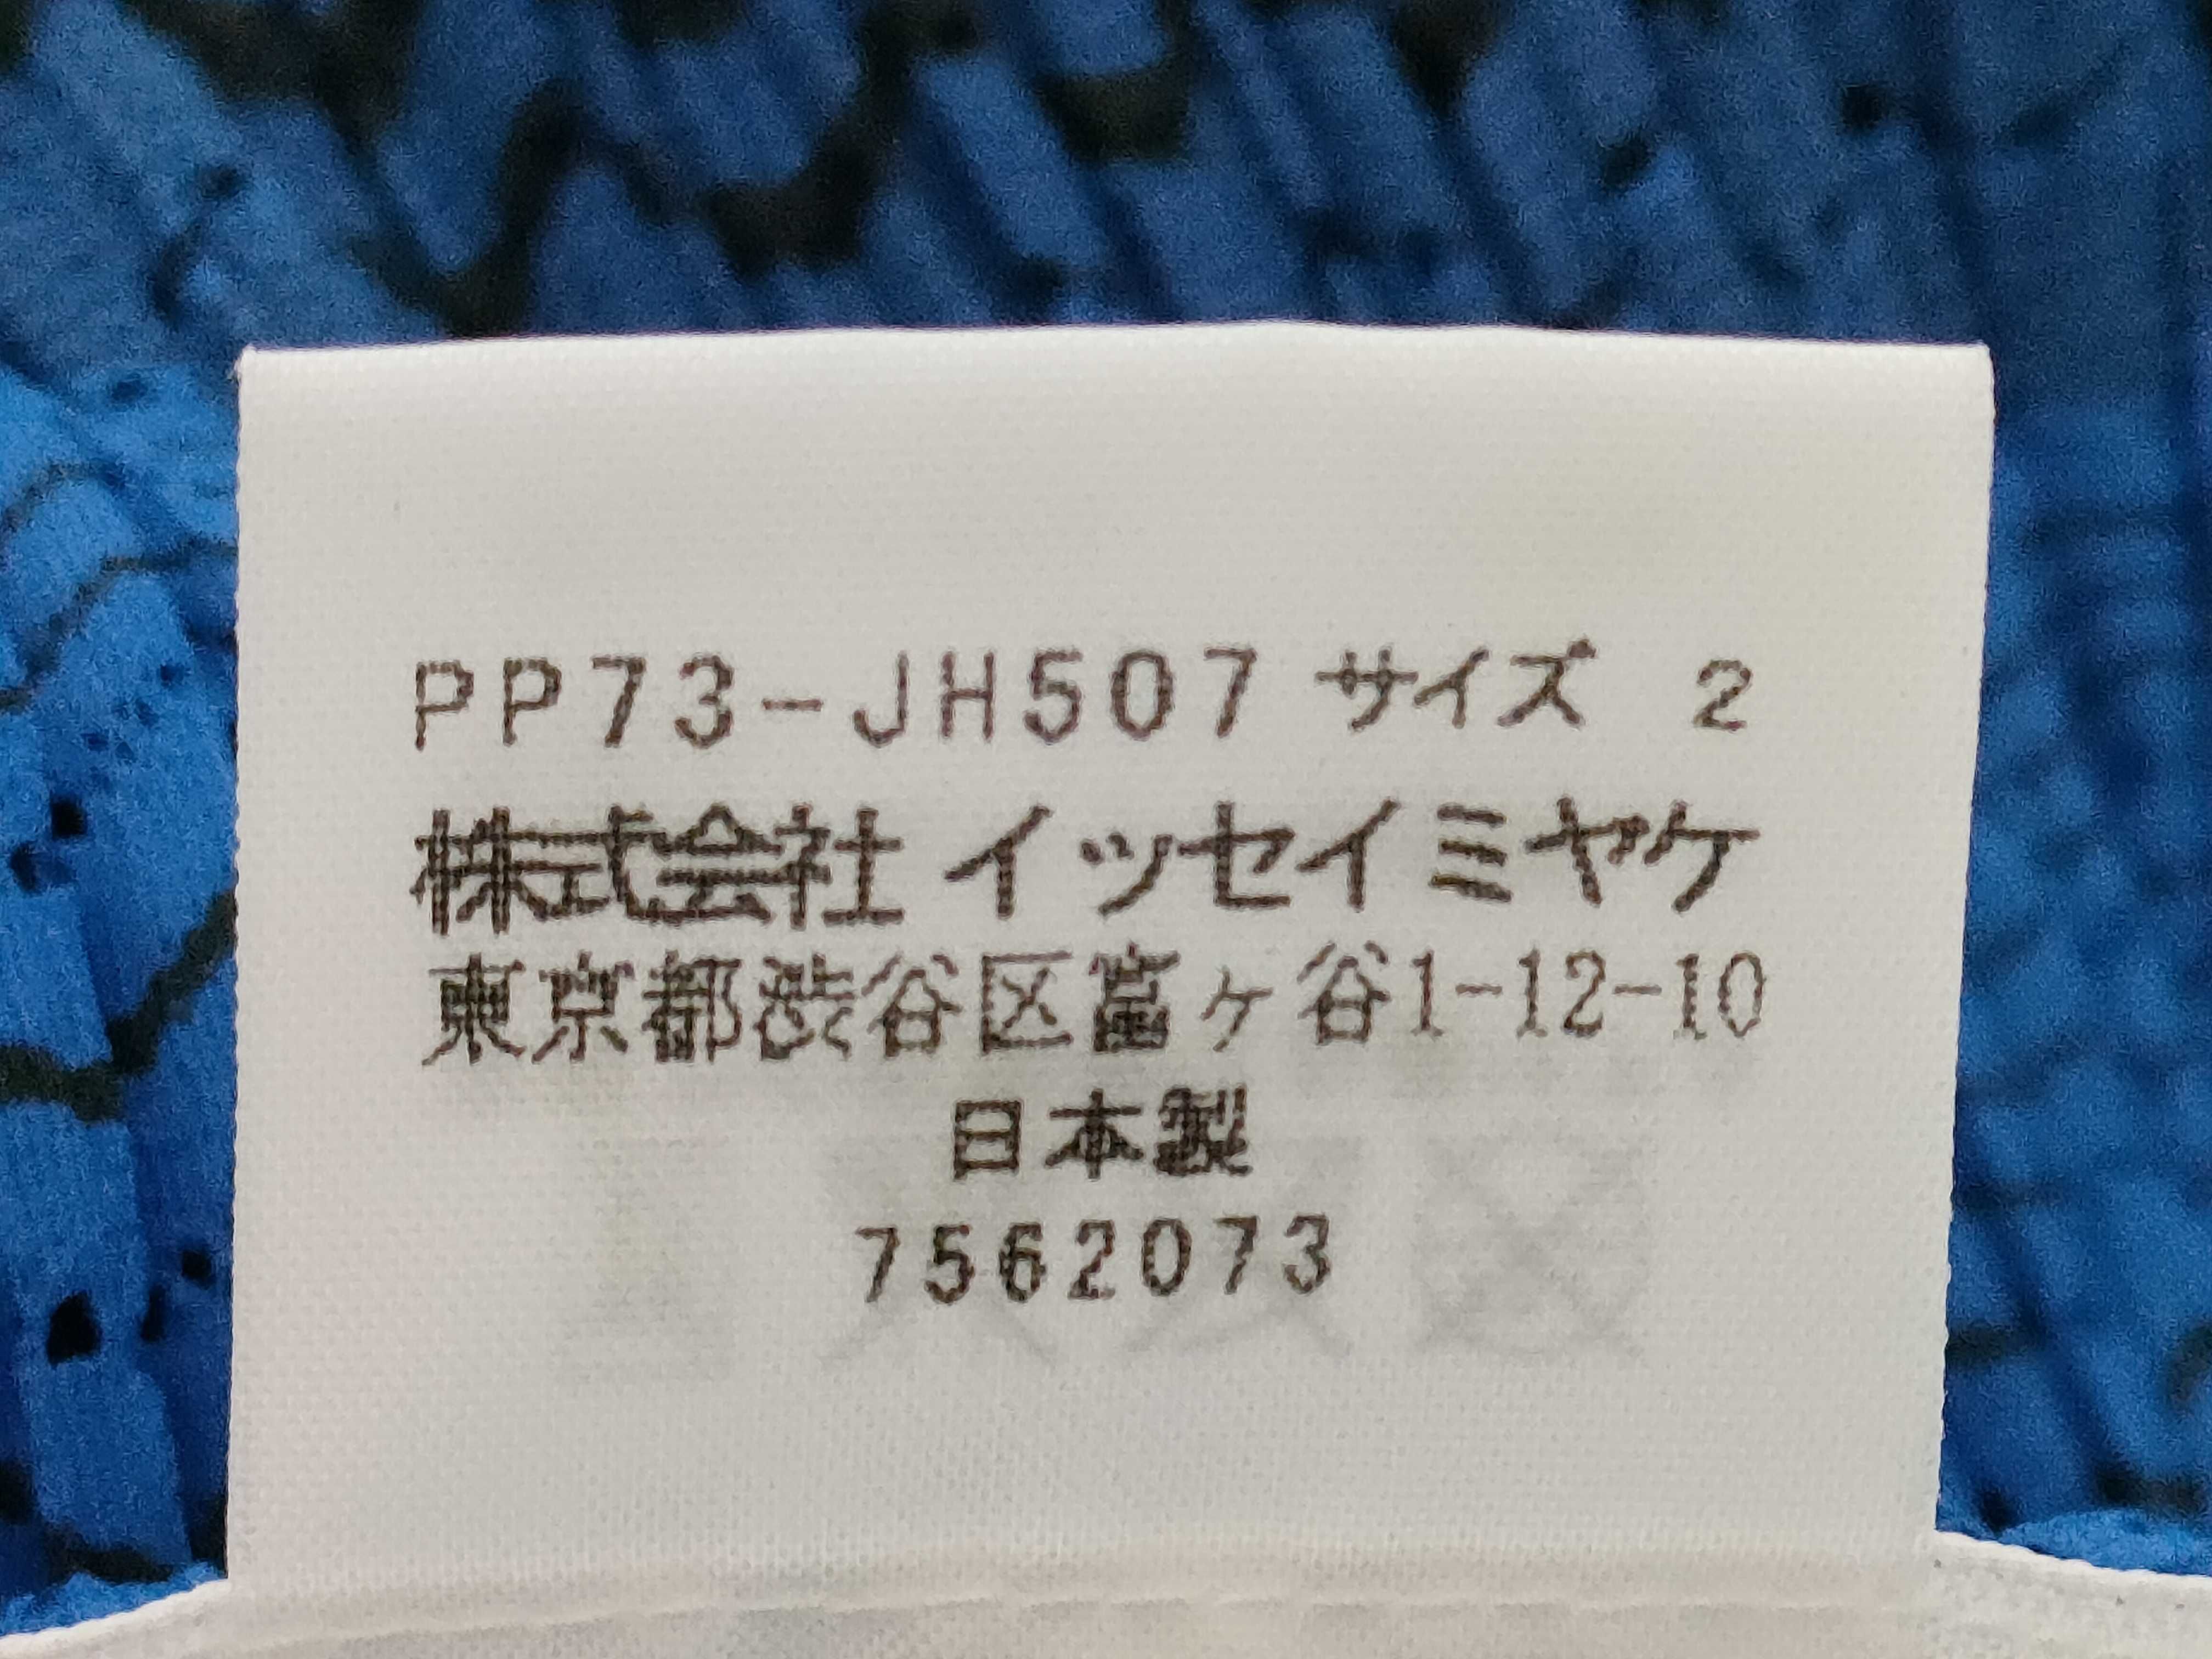 PP73-JH507 サイズ 2
株式会社 イッセイミヤケ
東京都渋谷区富ヶ谷1-12-10
日本製
7562073